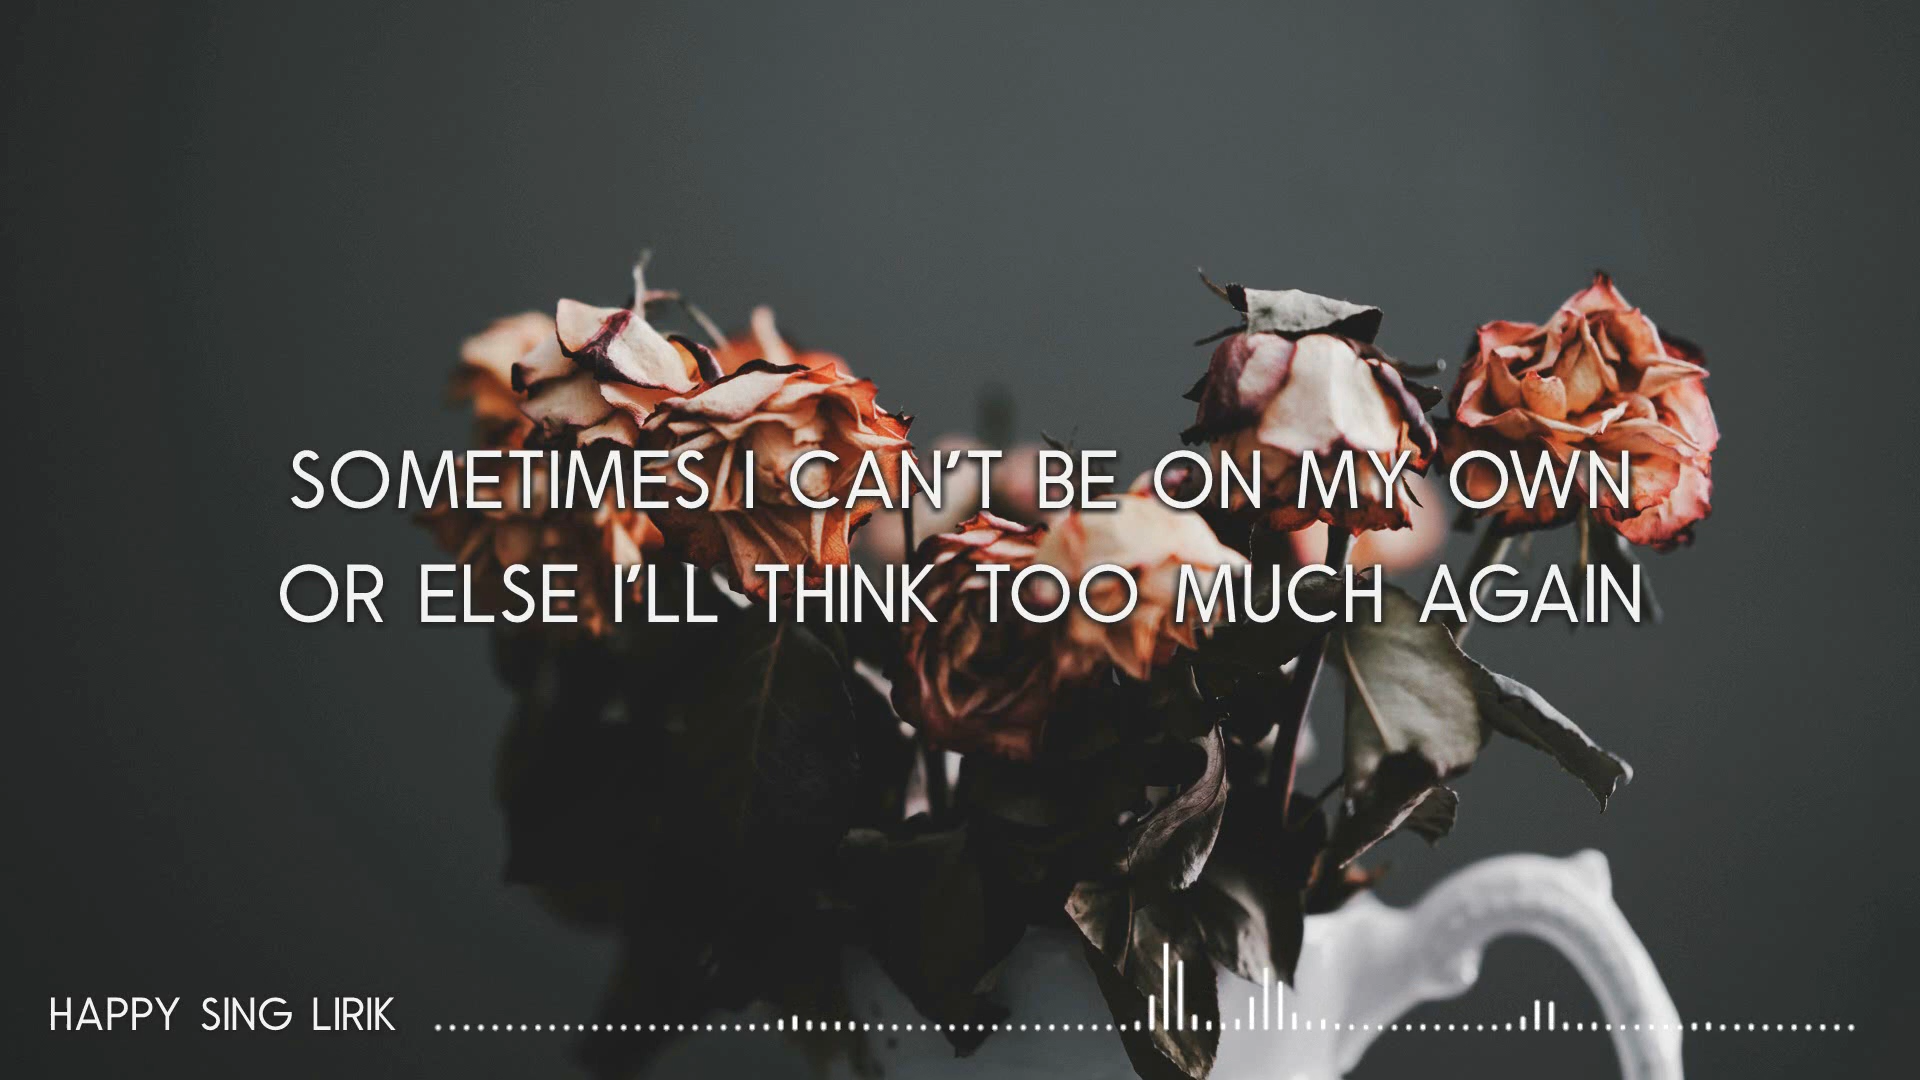 SOMETIMES I CAN'T BE ON MY OWN
OR ELSE I'LL THINK TOO MUCH AGAIN
HAPPY SING LIRIK